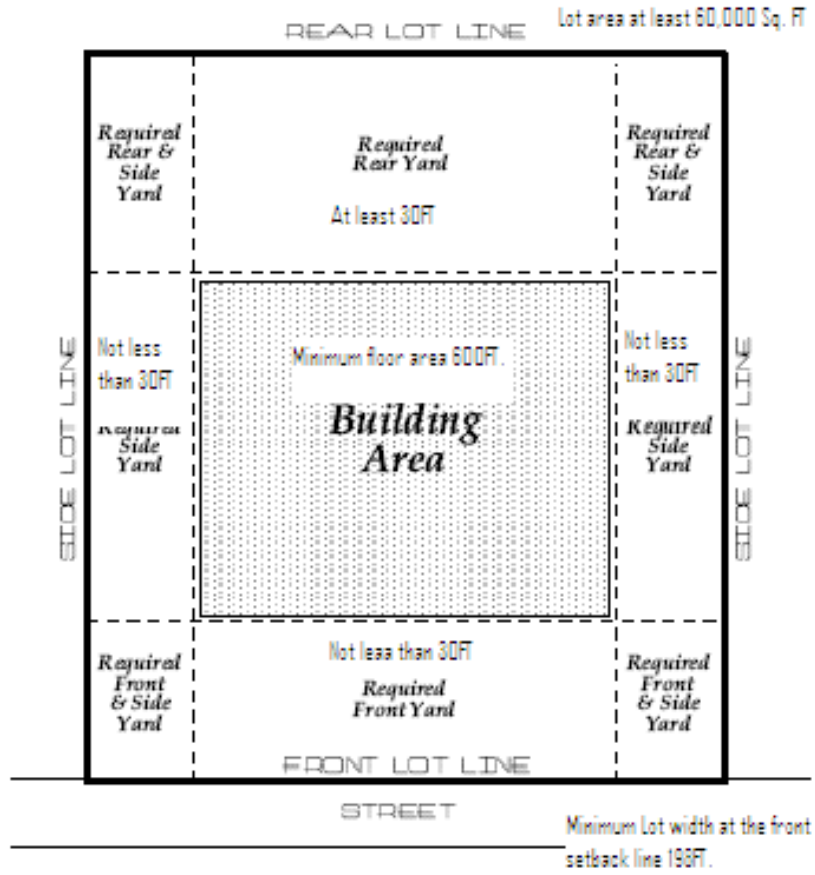 Lot area at least 60,000 Sq. FT
REAR LOT LINE
Required
Rear &
Side
Yard
Required
Rear Yard
At least 30FT
Required
Rear &
Side
Yard
SIDE LOT LINE
Not less
than 30FT
Required
Side
Yard
Minimum floor area 600FT.
Building
Area
Not less
than 30FT
Required
Side
Yard
SIDE LOT LINE
Required
Front
& Side
Yard
Not less than 30FT
Required
Front Yard
Required
Front
& Side
Yard
FRONT LOT LINE
STREET
Minimum Lot width at the front
setback line 198FT.